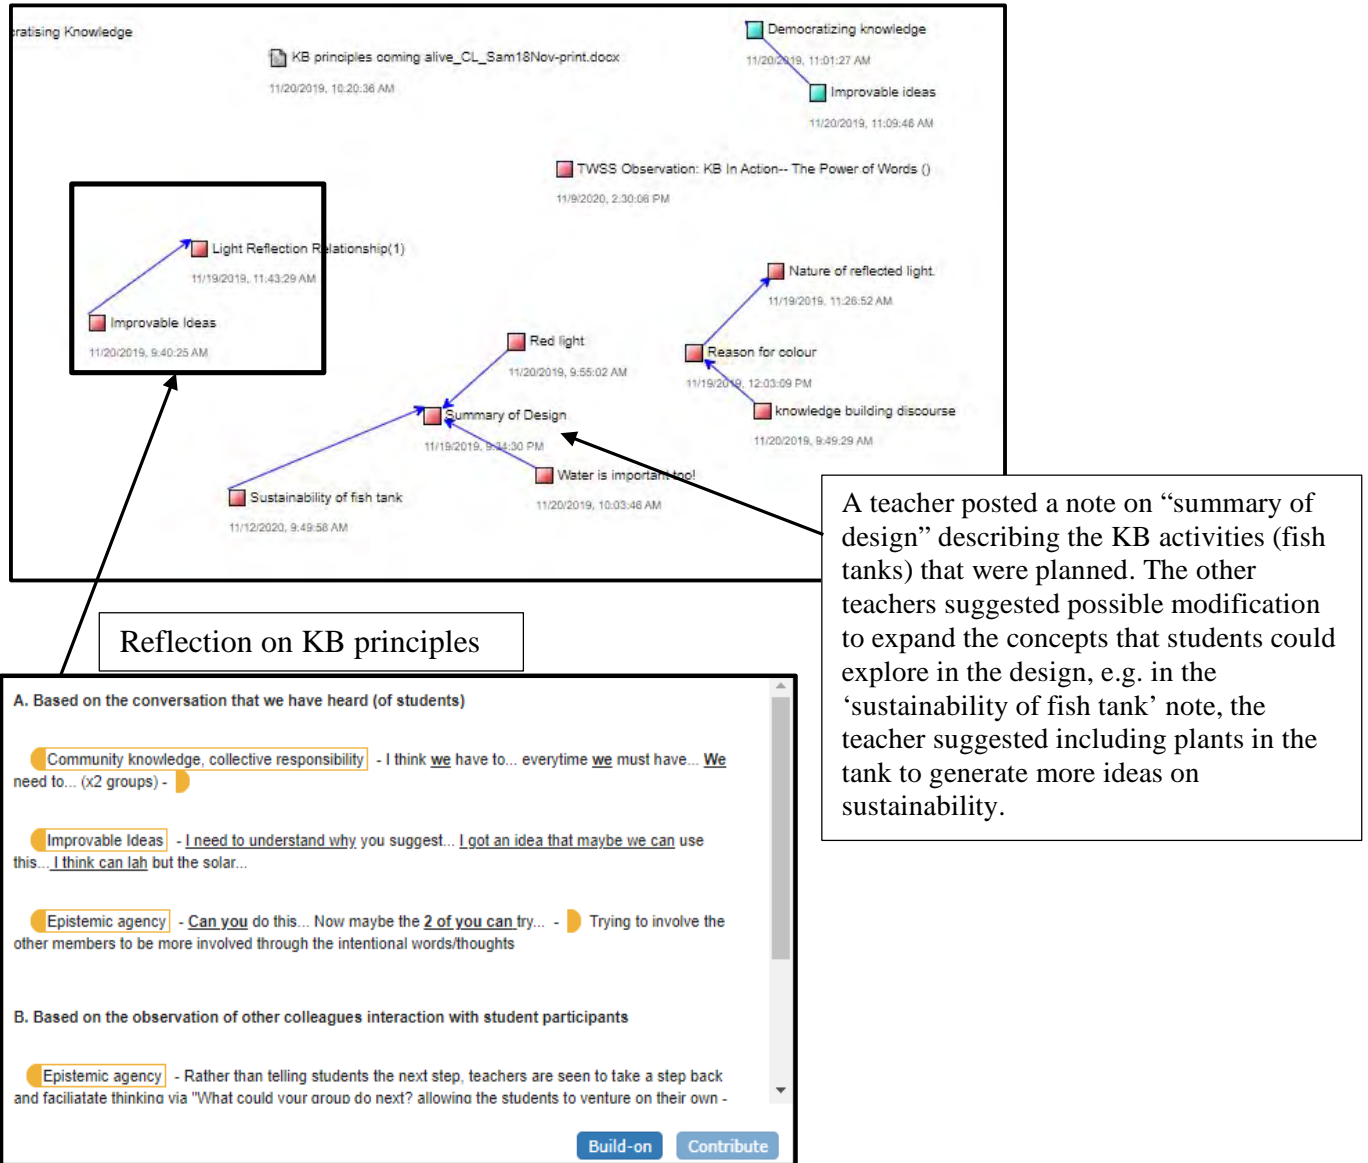 ratising Knowledge
KB principles coming alive_CL_Sam18Nov-print.docx
11/20/2019, 10:20:36 AM
Democratizing knowledge
11/20/2019, 11:01:27 AM
Improvable ideas
11/20/2019, 11:09:46 AM
TWSS Observation: KB In Action-- The Power of Words ()
11/9/2020, 2:30:06 PM
Light Reflection Relationship(1)
11/19/2019, 11:43:29 AM
Improvable Ideas
11/20/2019, 9:40:25 AM
Nature of reflected light.
11/19/2019, 11:26:52 AM
Red light
11/20/2019, 9:55:02 AM
Reason for colour
11/19/2019, 12:03:09 PM
Summary of Design
11/19/2019, 9:34:30 PM
knowledge building discourse
11/20/2019, 9:49:29 AM
Water is important too!
11/20/2019, 10:03:46 AM
Sustainability of fish tank
11/12/2020, 9:49:58 AM
A teacher posted a note on “summary of
design” describing the KB activities (fish
tanks) that were planned. The other
teachers suggested possible modification
to expand the concepts that students could
explore in the design, e.g. in the
‘sustainability of fish tank’ note, the
teacher suggested including plants in the
tank to generate more ideas on
sustainability.
Reflection on KB principles
A. Based on the conversation that we have heard (of students)
Community knowledge, collective responsibility - I think we have to... everytime we must have... We
need to... (x2 groups) -
Improvable Ideas - I need to understand why you suggest... I got an idea that maybe we can use
this... I think can lah but the solar...
Epistemic agency - Can you do this... Now maybe the 2 of you can try... - Trying to involve the
other members to be more involved through the intentional words/thoughts
B. Based on the observation of other colleagues interaction with student participants
Epistemic agency - Rather than telling students the next step, teachers are seen to take a step back
and faciliatate thinking via "What could your group do next? allowing the students to venture on their own -
Build-on Contribute